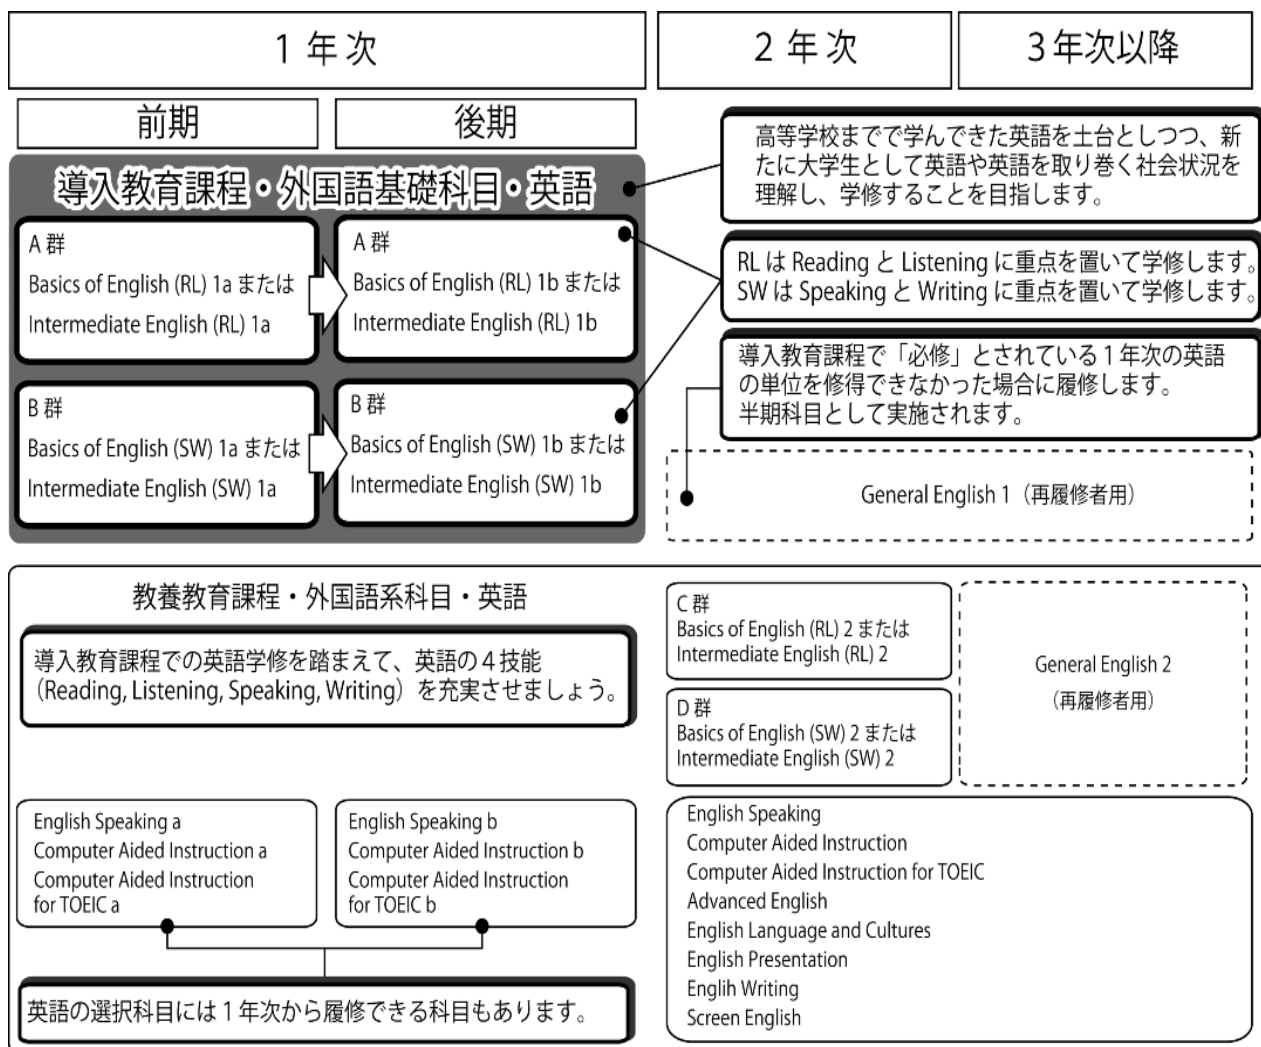 1 年 次
2 年 次
3 年次以降
前期
後期
導入教育課程・外国語基礎科目・英語
A 群
Basics of English (RL) 1a または
Intermediate English (RL) 1a
A 群
Basics of English (RL) 1b または
Intermediate English (RL) 1b
B 群
Basics of English (SW) 1a または
Intermediate English (SW) 1a
B 群
Basics of English (SW) 1b または
Intermediate English (SW) 1b
高等学校までで学んできた英語を土台としつつ、新
たに大学生として英語や英語を取り巻く社会状況を
理解し、学修することを目指します。
RL は Reading と Listening に重点を置いて学修します。
SW は Speaking と Writing に重点を置いて学修します。
導入教育課程で「必修」とされている 1 年次の英語
の単位を修得できなかった場合に履修します。
半期科目として実施されます。
General English 1（再履修者用）
教養教育課程・外国語系科目・英語
導入教育課程での英語学修を踏まえて、英語の 4 技能
（Reading, Listening, Speaking, Writing）を充実させましょう。
C 群
Basics of English (RL) 2 または
Intermediate English (RL) 2
D 群
Basics of English (SW) 2 または
Intermediate English (SW) 2
General English 2
（再履修者用）
English Speaking a
Computer Aided Instruction a
Computer Aided Instruction
for TOEIC a
English Speaking b
Computer Aided Instruction b
Computer Aided Instruction
for TOEIC b
英語の選択科目には 1 年次から履修できる科目もあります。
English Speaking
Computer Aided Instruction
Computer Aided Instruction for TOEIC
Advanced English
English Language and Cultures
English Presentation
Englih Writing
Screen English